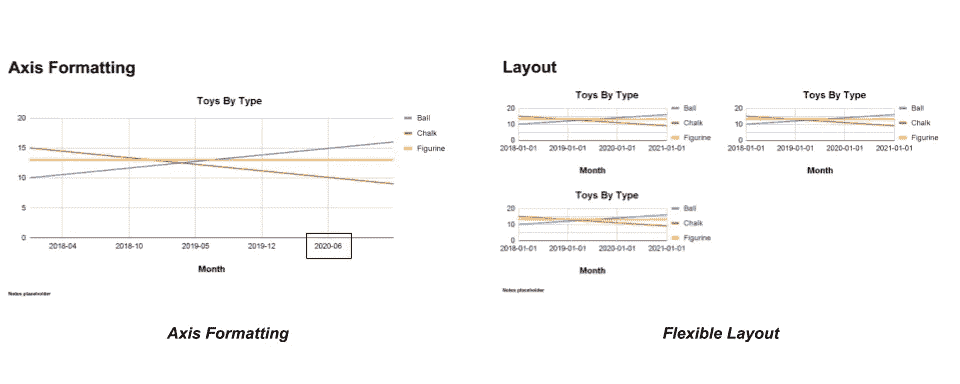 Axis Formatting
Toys By Type
20
15
10
5
0
Ball
Chalk
Figurine
2018-04 2018-10 2019-05 2019-12 2020-06
Month
Notes placeholder
Axis Formatting
Layout
Toys By Type
20
10
0
Ball
Chalk
Figurine
2018-01-01 2019-01-01 2020-01-01 2021-01-01
Month
Toys By Type
20
10
0
Ball
Chalk
Figurine
2018-01-01 2019-01-01 2020-01-01 2021-01-01
Month
Toys By Type
20
10
0
Ball
Chalk
Figurine
2018-01-01 2019-01-01 2020-01-01 2021-01-01
Month
Notes placeholder
Flexible Layout